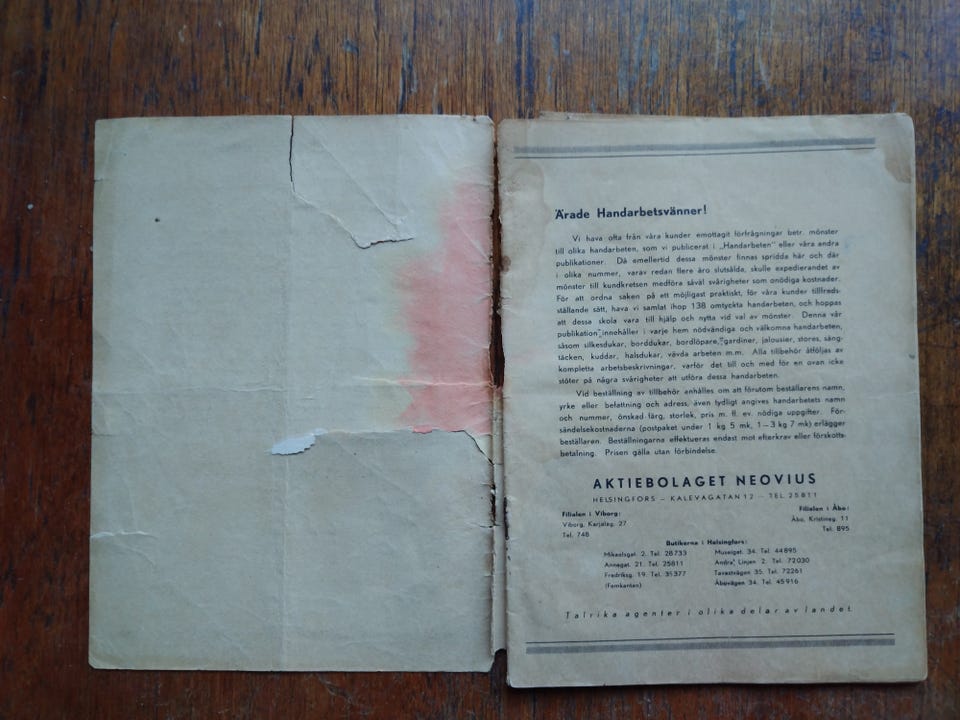 Ärade Handarbetsvänner!
Vi hava ofta från våra kunder emottagit förfrågningar betr. mönster
till olika handarbeten, som vi publicerat i „Handarbeten" eller våra andra
publikationer. Då emellertid dessa mönster finnas spridda här och där
i olika nummer, varav redan flere äro slutsålda, skulle expedierandet av
mönster till kundkretsen medföra såväl svårigheter som onödiga kostnader.
För att ordna saken på ett möjligast praktiskt, för våra kunder tillfreds-
ställande sätt, hava vi samlat ihop 138 omtyckta handarbeten, och hoppas
att dessa skola vara till hjälp och nytta vid val av mönster. Denna vår
publikation innehåller i varje hem nödvändiga och välkomna handarbeten,
såsom silkesdukar, borddukar, bordlöpare, gardiner, jalousier, stores, säng-
täcken, kuddar, halsdukar, vävda arbeten m.m. Alla tillbehör åtföljas av
kompletta arbetsbeskrivningar, varför det till och med för en ovan icke
stöter på några svårigheter att utföra dessa handarbeten.
Vid beställning av tillbehör anhålles om att förutom beställarens namn,
yrke eller befattning och adress, även tydligt angives handarbetets namn
och nummer, önskad färg, storlek, pris m. fl. ev. nödiga uppgifter. För-
sändelsekostnaderna (postpaket under 1 kg 5 mk, 1–3 kg 7 mk) erlägger
beställaren. Beställningarna effektueras endast mot efterkrav eller förskotts-
betalning. Prisen gälla utan förbindelse.
AKTIEBOLAGET NEOVIUS
HELSINGFORS – KALEVAGATAN 12 – TEL. 25811
Filialen i Viborg:
Viborg, Karjalag. 27
Tel. 748
Filialen i Åbo:
Åbo, Kristineg. 11
Tel. 895
Butikerna i Helsingfors:
Mikaelsgat. 2. Tel. 28733
Annegat. 21. Tel. 25811
Fredriksg. 19. Tel. 31377
(Femkanten)
Museigat. 34. Tel. 44895
Andra Linjen 2. Tel. 72030
Tavastvägen 35. Tel. 72261
Åbovägen 34. Tel. 45916
Talrika agenter i olika delar av landet.